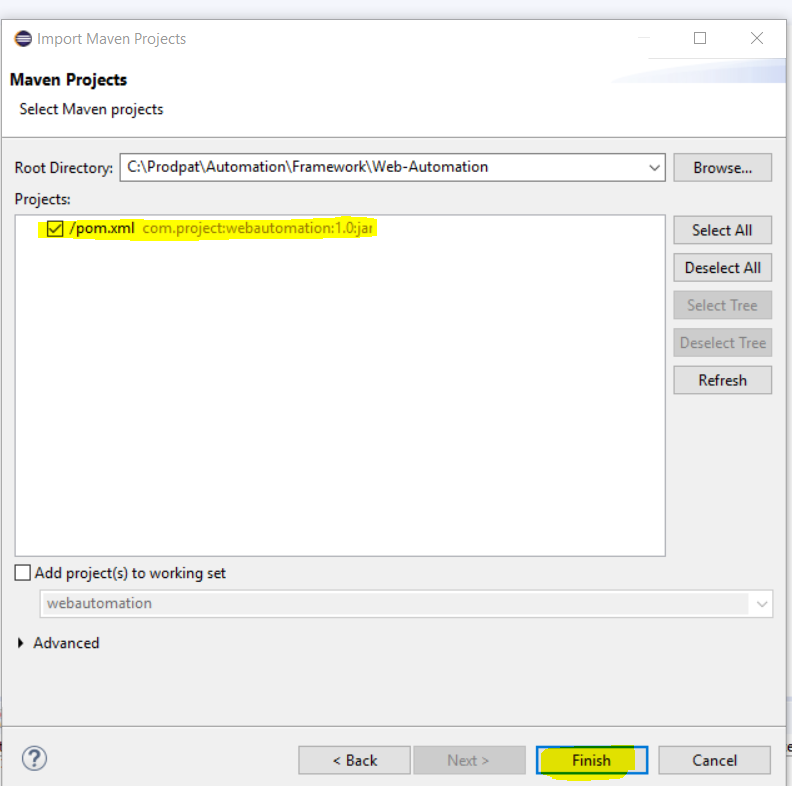 Import Maven Projects
Maven Projects
Select Maven projects
Root Directory: C:\Prodpat\Automation\Framework\Web-Automation Browse...
Projects:
/pom.xml com.project:webautomation:1.0:jar
Select All
Deselect All
Select Tree
Deselect Tree
Refresh
Add project(s) to working set
webautomation
Advanced
? < Back Next > Finish Cancel